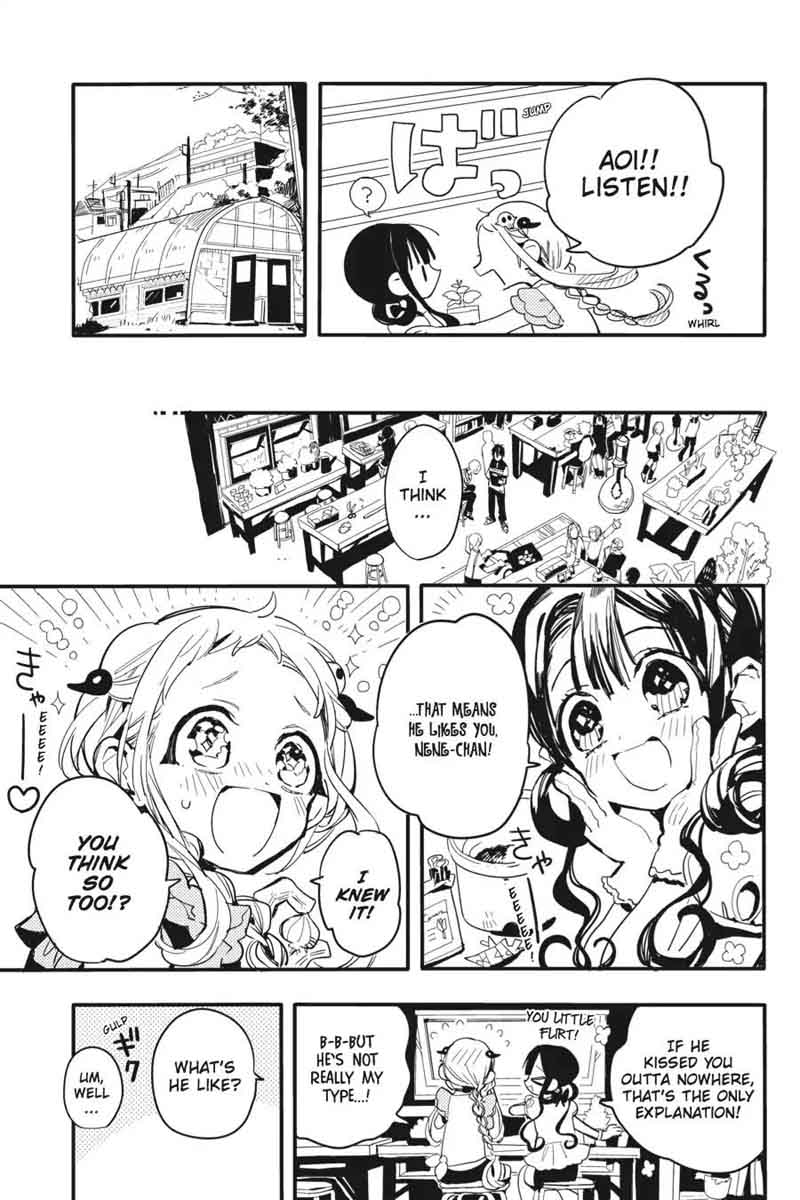 JUMP
ばっ
AOI!!
LISTEN!!
?
くるっ
WHIRL
I
THINK
...
...THAT MEANS
HE LIKES YOU,
NENE-CHAN!
きゃ
EEEEE!
I
KNEW
IT!
YOU
THINK
SO
TOO!?
きゃ
EEEE!
IF HE
KISSED YOU
OUTTA NOWHERE,
THAT'S THE ONLY
EXPLANATION!
YOU LITTLE
FLIRT!
B-B-BUT
HE'S NOT
REALLY MY
TYPE...!
WHAT'S
HE LIKE?
GULP
ギク
UM,
WELL
...